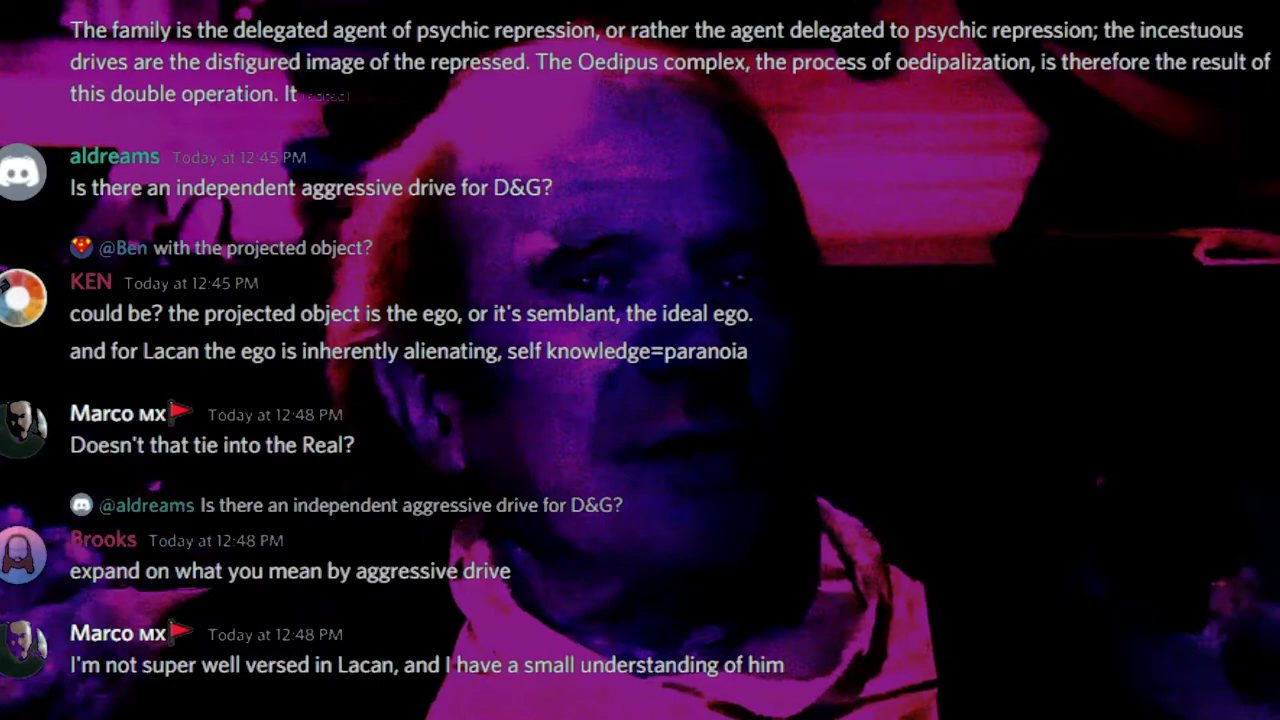 The family is the delegated agent of psychic repression, or rather the agent delegated to psychic repression; the incestuous
drives are the disfigured image of the repressed. The Oedipus complex, the process of oedipalization, is therefore the result of
this double operation. It
aldreams Today at 12:45 PM
Is there an independent aggressive drive for D&G?
@Ben with the projected object?
KEN Today at 12:45 PM
could be? the projected object is the ego, or it's semblant, the ideal ego.
and for Lacan the ego is inherently alienating, self knowledge=paranoia
Marco MX Today at 12:48 PM
Doesn't that tie into the Real?
@aldreams Is there an independent aggressive drive for D&G?
Brooks Today at 12:48 PM
expand on what you mean by aggressive drive
Marco MX Today at 12:48 PM
I'm not super well versed in Lacan, and I have a small understanding of him